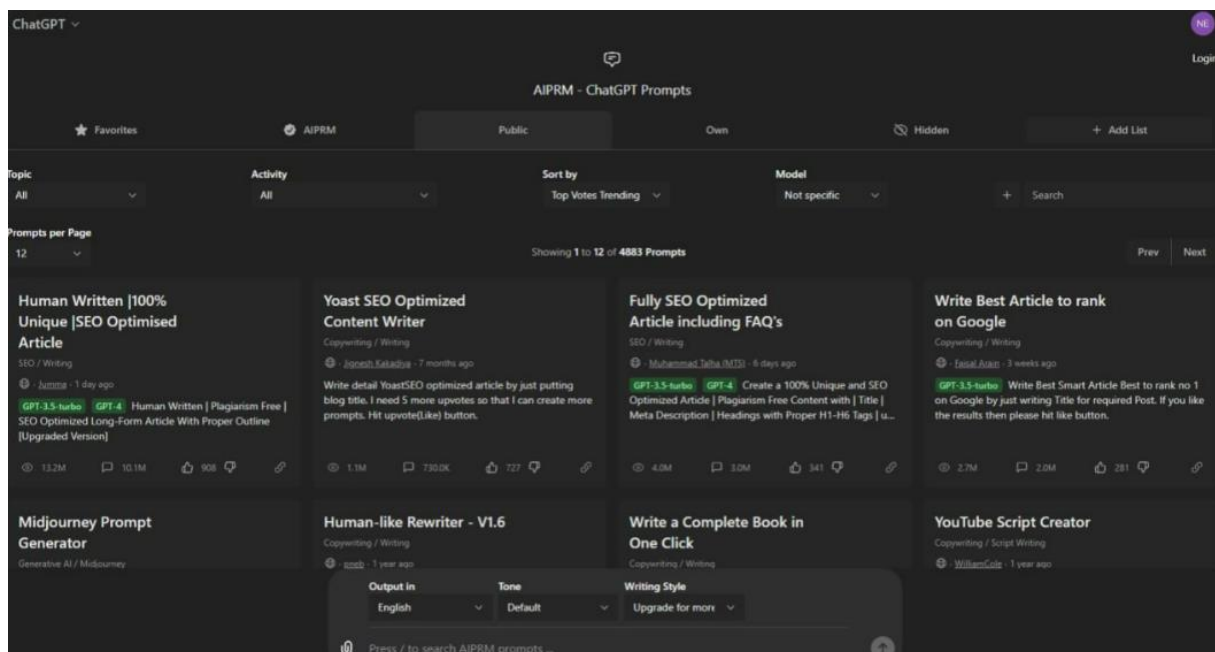 ChatGPT
NE
Login
AIPRM - ChatGPT Prompts
Favorites AIPRM Public Own Hidden + Add List
Topic Activity Sort by Model
All All Top Votes Trending Not specific + Search
Prompts per Page
12 Showing 1 to 12 of 4883 Prompts Prev Next
Human Written |100%
Unique |SEO Optimised
Article
SEO / Writing
Jumma - 1 day ago
GPT-3.5-turbo GPT-4 Human Written | Plagiarism Free |
SEO Optimized Long-Form Article With Proper Outline
[Upgraded Version]
13.2M 10.1M 908
Yoast SEO Optimized
Content Writer
Copywriting / Writing
Jignesh Kakadiya - 7 months ago
Write detail YoastSEO optimized article by just putting
blog title. I need 5 more upvotes so that I can create more
prompts. Hit upvote(Like) button.
1.1M 730.0K 727
Fully SEO Optimized
Article including FAQ's
SEO / Writing
Muhammad Talha (MTS) - 6 days ago
GPT-3.5-turbo GPT-4 Create a 100% Unique and SEO
Optimized Article | Plagiarism Free Content with | Title |
Meta Description | Headings with Proper H1-H6 Tags | u...
4.0M 3.0M 341
Write Best Article to rank
on Google
Copywriting / Writing
Faisal Arain - 3 weeks ago
GPT-3.5-turbo Write Best Smart Article Best to rank no 1
on Google by just writing Title for required Post. If you like
the results then please hit like button.
2.7M 2.0M 281
Midjourney Prompt
Generator
Generative AI / Midjourney
Human-like Rewriter - V1.6
Copywriting / Writing
pneb - 1 year ago
Write a Complete Book in
One Click
Copywriting / Writing
YouTube Script Creator
Copywriting / Script Writing
WilliamCole - 1 year ago
Output in Tone Writing Style
English Default Upgrade for more
Press / to search AIPRM prompts ...